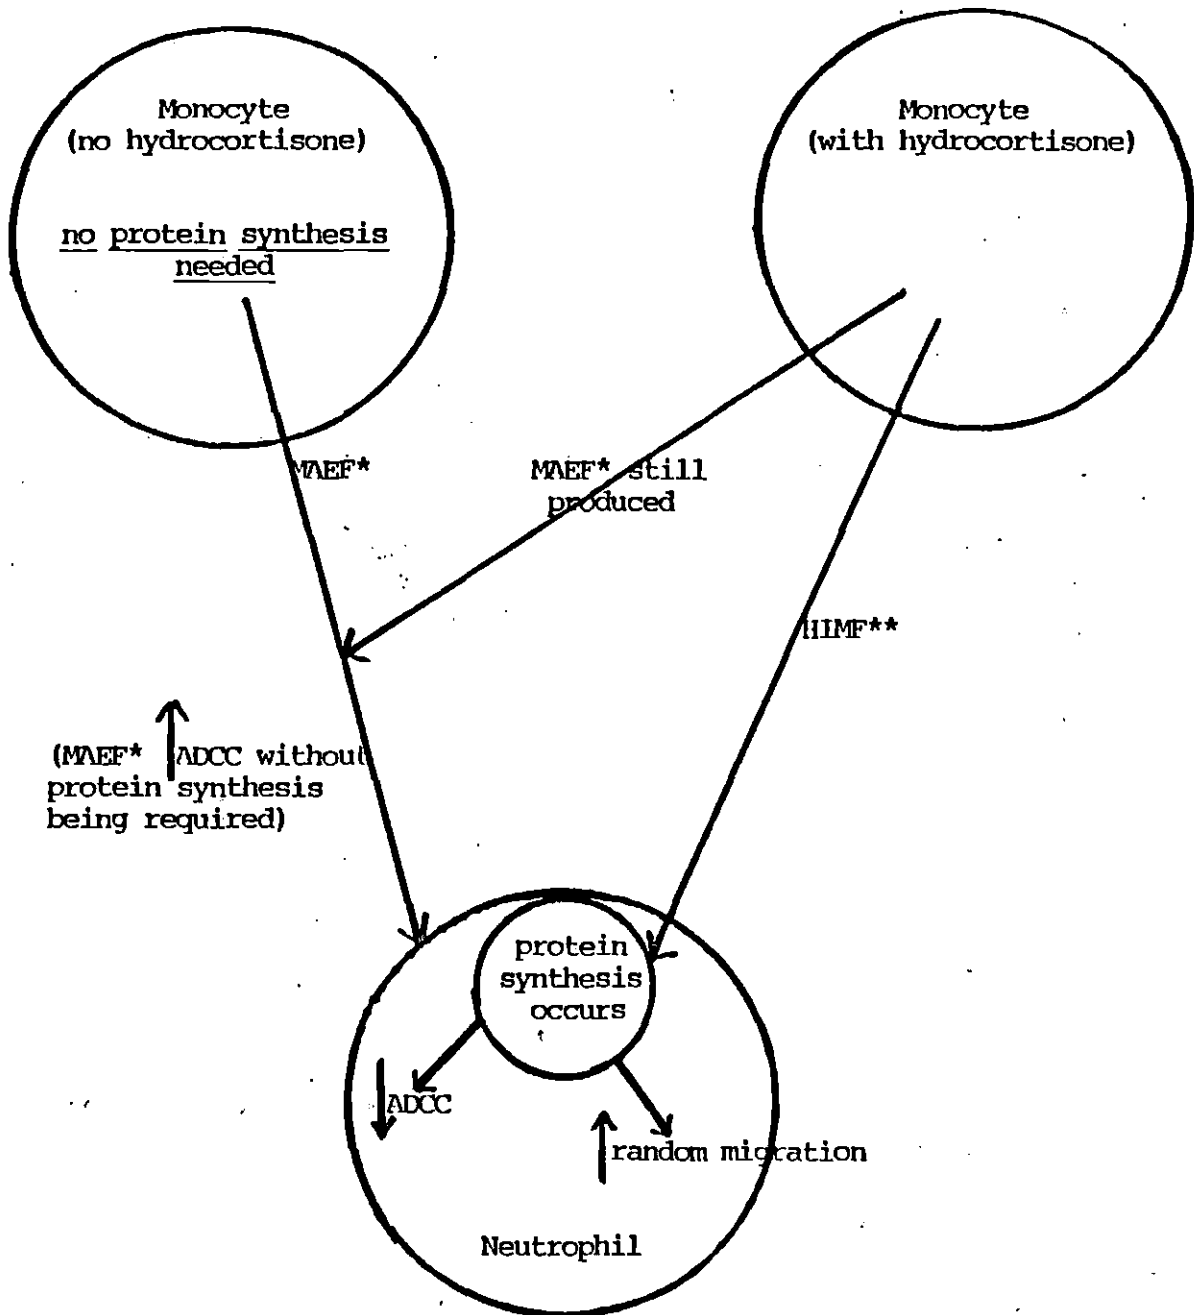 Monocyte
(no hydrocortisone)
no protein synthesis
needed
Monocyte
(with hydrocortisone)
MAEF*
MAEF* still
produced
HIMF**
(MAEF* ↑ ADCC without
protein synthesis
being required)
protein
synthesis
occurs
↓ ADCC
↑ random migration
Neutrophil